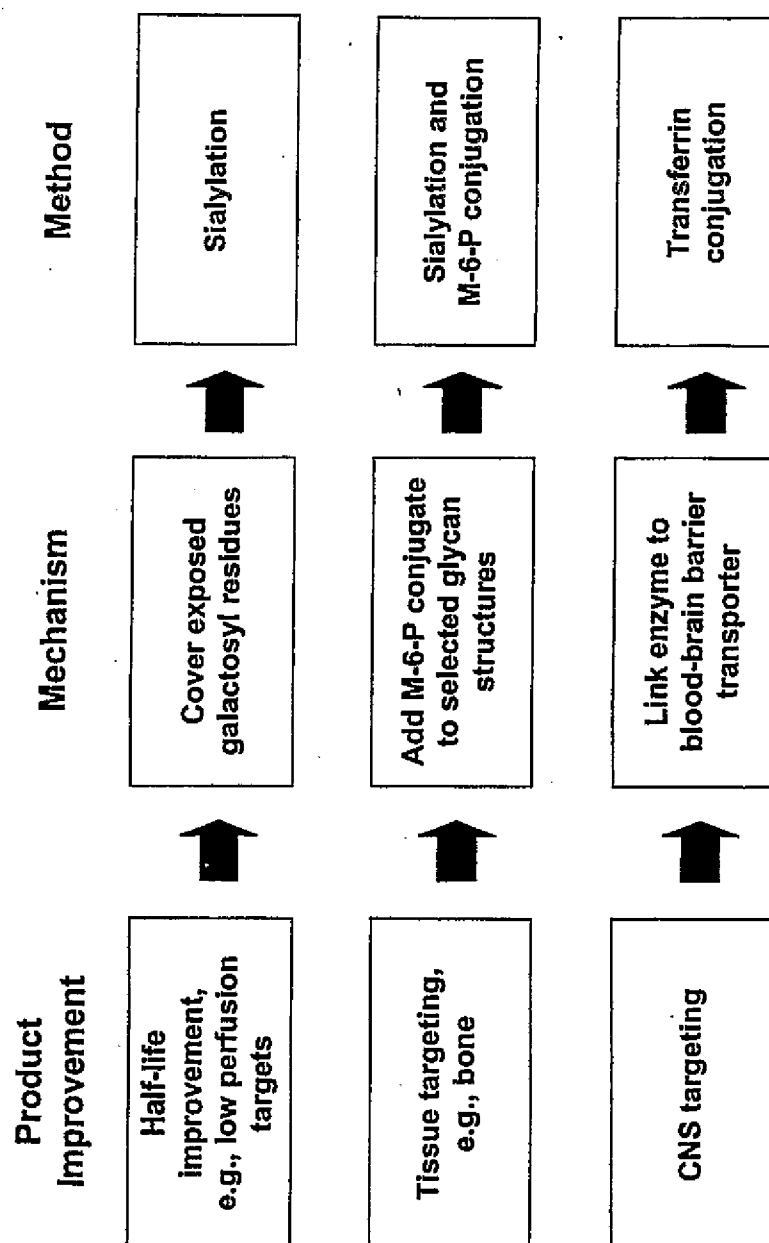 Product
Improvement
Mechanism
Method
Half-life
improvement,
e.g., low perfusion
targets
Cover exposed
galactosyl residues
Sialylation
Tissue targeting,
e.g., bone
Add M-6-P conjugate
to selected glycan
structures
Sialylation and
M-6-P conjugation
CNS targeting
Link enzyme to
blood-brain barrier
transporter
Transferrin
conjugation